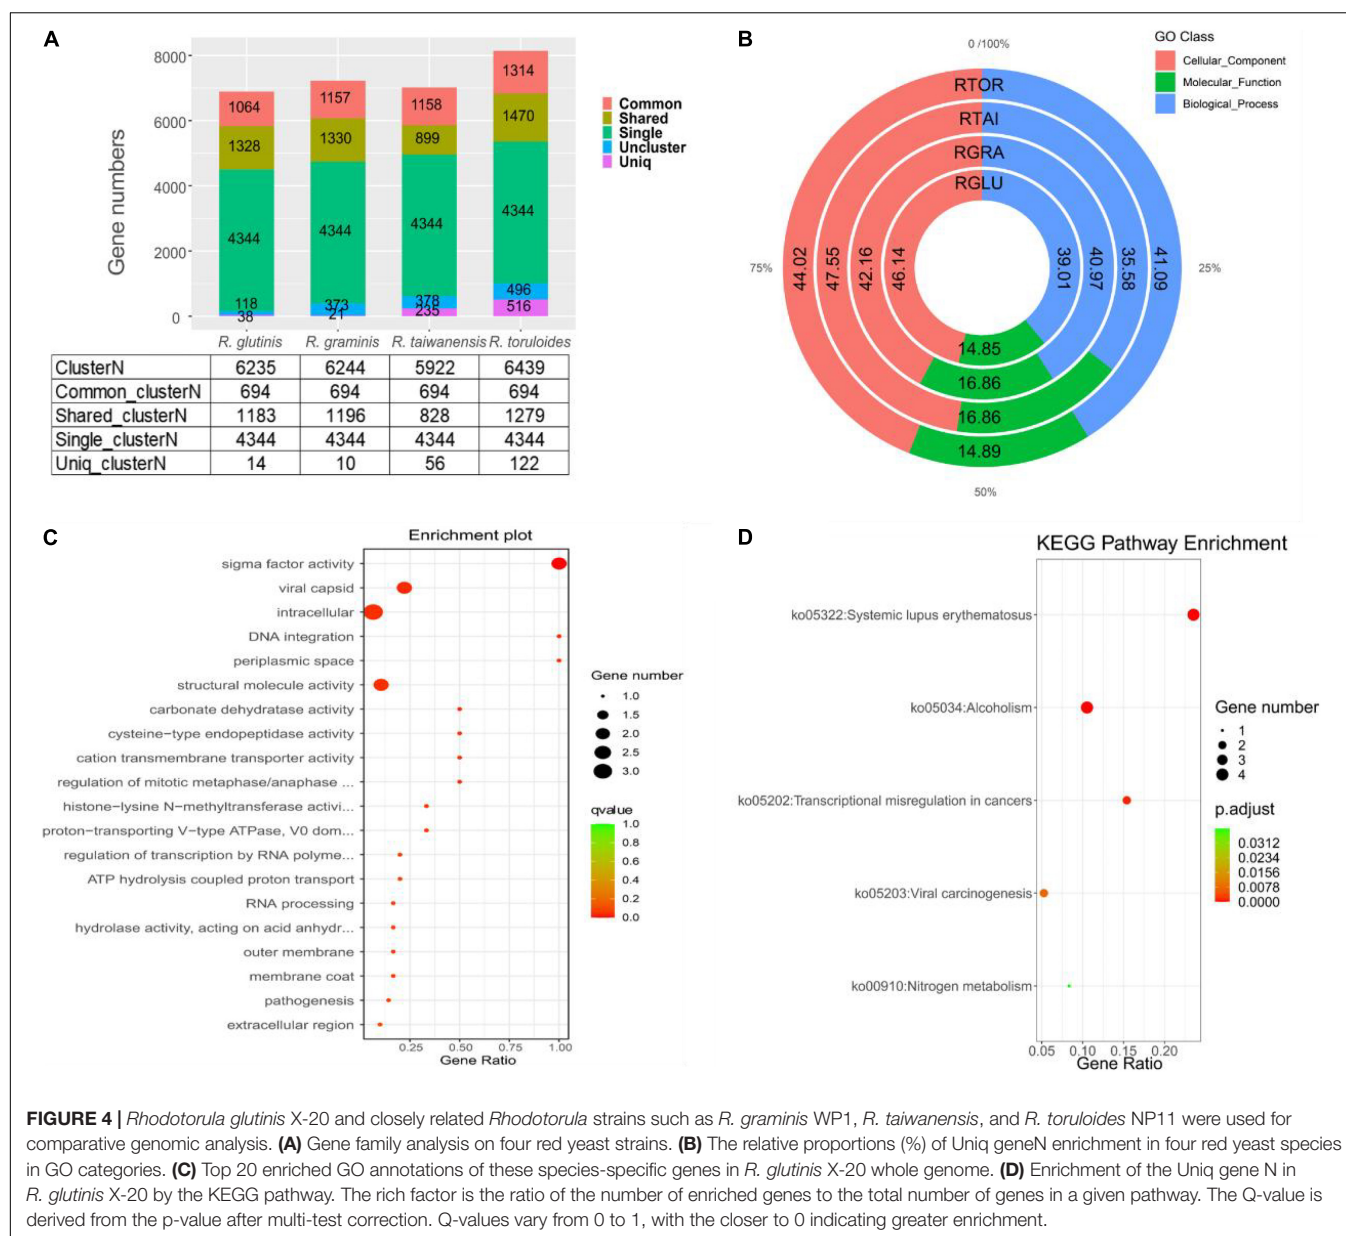 A
Gene numbers
8000
6000
4000
2000
0
1064
1328
4344
118
38
1157
1330
4344
373
21
1158
899
4344
378
235
1314
1470
4344
496
516
R. glutinis R. graminis R. taiwanensis R. toruloides
Common
Shared
Single
Uncluster
Uniq
ClusterN 6235 6244 5922 6439
Common_clusterN 694 694 694 694
Shared_clusterN 1183 1196 828 1279
Single_clusterN 4344 4344 4344 4344
Uniq_clusterN 14 10 56 122
B
0 /100%
25%
50%
75%
RTOR
RTAI
RGRA
RGLU
44.02
47.55
42.16
46.14
39.01
40.97
35.58
41.09
14.85
16.86
16.86
14.89
GO Class
Cellular_Component
Molecular_Function
Biological_Process
C
Enrichment plot
sigma factor activity
viral capsid
intracellular
DNA integration
periplasmic space
structural molecule activity
carbonate dehydratase activity
cysteine-type endopeptidase activity
cation transmembrane transporter activity
regulation of mitotic metaphase/anaphase ...
histone-lysine N-methyltransferase activi...
proton-transporting V-type ATPase, V0 dom...
regulation of transcription by RNA polyme...
ATP hydrolysis coupled proton transport
RNA processing
hydrolase activity, acting on acid anhydr...
outer membrane
membrane coat
pathogenesis
extracellular region
0.25 0.50 0.75 1.00
Gene Ratio
Gene number
1.0
1.5
2.0
2.5
3.0
qvalue
1.0
0.8
0.6
0.4
0.2
0.0
D
KEGG Pathway Enrichment
ko05322:Systemic lupus erythematosus
ko05034:Alcoholism
ko05202:Transcriptional misregulation in cancers
ko05203:Viral carcinogenesis
ko00910:Nitrogen metabolism
0.05 0.10 0.15 0.20
Gene Ratio
Gene number
1
2
3
4
p.adjust
0.0312
0.0234
0.0156
0.0078
0.0000
FIGURE 4 | Rhodotorula glutinis X-20 and closely related Rhodotorula strains such as R. graminis WP1, R. taiwanensis, and R. toruloides NP11 were used for
comparative genomic analysis. (A) Gene family analysis on four red yeast strains. (B) The relative proportions (%) of Uniq geneN enrichment in four red yeast species
in GO categories. (C) Top 20 enriched GO annotations of these species-specific genes in R. glutinis X-20 whole genome. (D) Enrichment of the Uniq gene N in
R. glutinis X-20 by the KEGG pathway. The rich factor is the ratio of the number of enriched genes to the total number of genes in a given pathway. The Q-value is
derived from the p-value after multi-test correction. Q-values vary from 0 to 1, with the closer to 0 indicating greater enrichment.